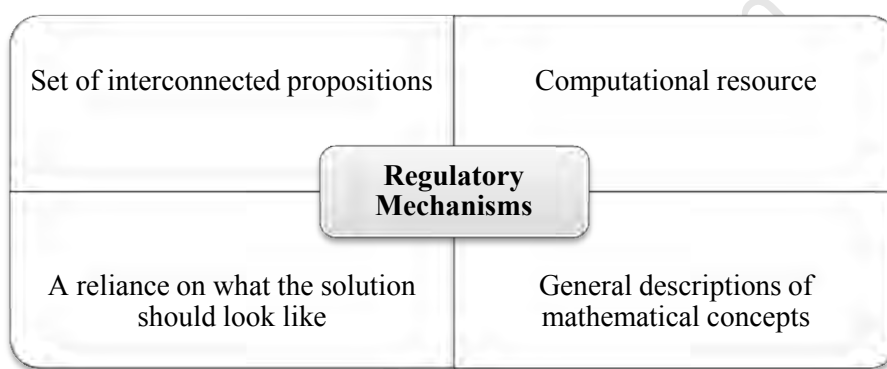 Set of interconnected propositions
Computational resource
Regulatory
Mechanisms
A reliance on what the solution
should look like
General descriptions of
mathematical concepts